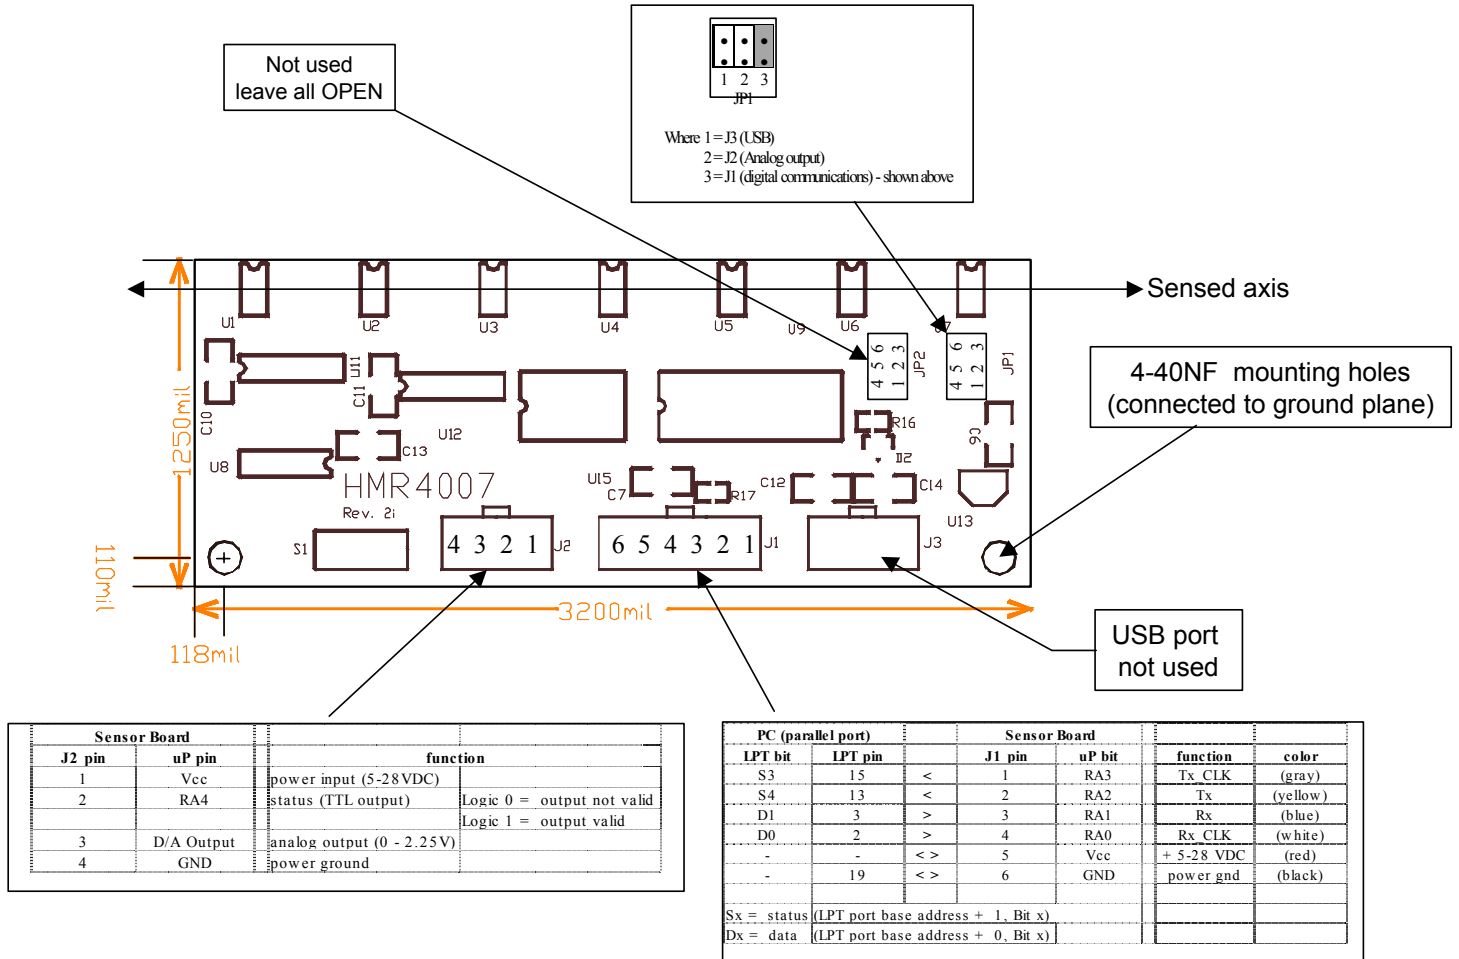 Not used
leave all OPEN
1 2 3
JP1
Where 1 = J3 (USB)
2 = J2 (Analog output)
3 = J1 (digital communications) - shown above
Sensed axis
U1
U2
U3
U4
U5
U9
U6
U7
4 5 6
1 2 3
JP2
4 5 6
1 2 3
JP1
4-40NF mounting holes
(connected to ground plane)
1250mil
C10
U11
C11
U12
C13
U8
HMR4007
Rev. 2i
R16
D2
C6
U15
C7
R17
C12
C14
U13
S1
4 3 2 1
J2
6 5 4 3 2 1
J1
J3
110mil
3200mil
118mil
USB port
not used
Sensor Board
J2 pin uP pin function
1 Vcc power input (5-28VDC)
2 RA4 status (TTL output) Logic 0 = output not valid
Logic 1 = output valid
3 D/A Output analog output (0 - 2.25V)
4 GND power ground
PC (parallel port) Sensor Board
LPT bit LPT pin J1 pin uP bit function color
S3 15 < 1 RA3 Tx_CLK (gray)
S4 13 < 2 RA2 Tx (yellow)
D1 3 > 3 RA1 Rx (blue)
D0 2 > 4 RA0 Rx_CLK (white)
- - < > 5 Vcc + 5-28 VDC (red)
- 19 < > 6 GND power gnd (black)
Sx = status (LPT port base address + 1, Bit x)
Dx = data (LPT port base address + 0, Bit x)